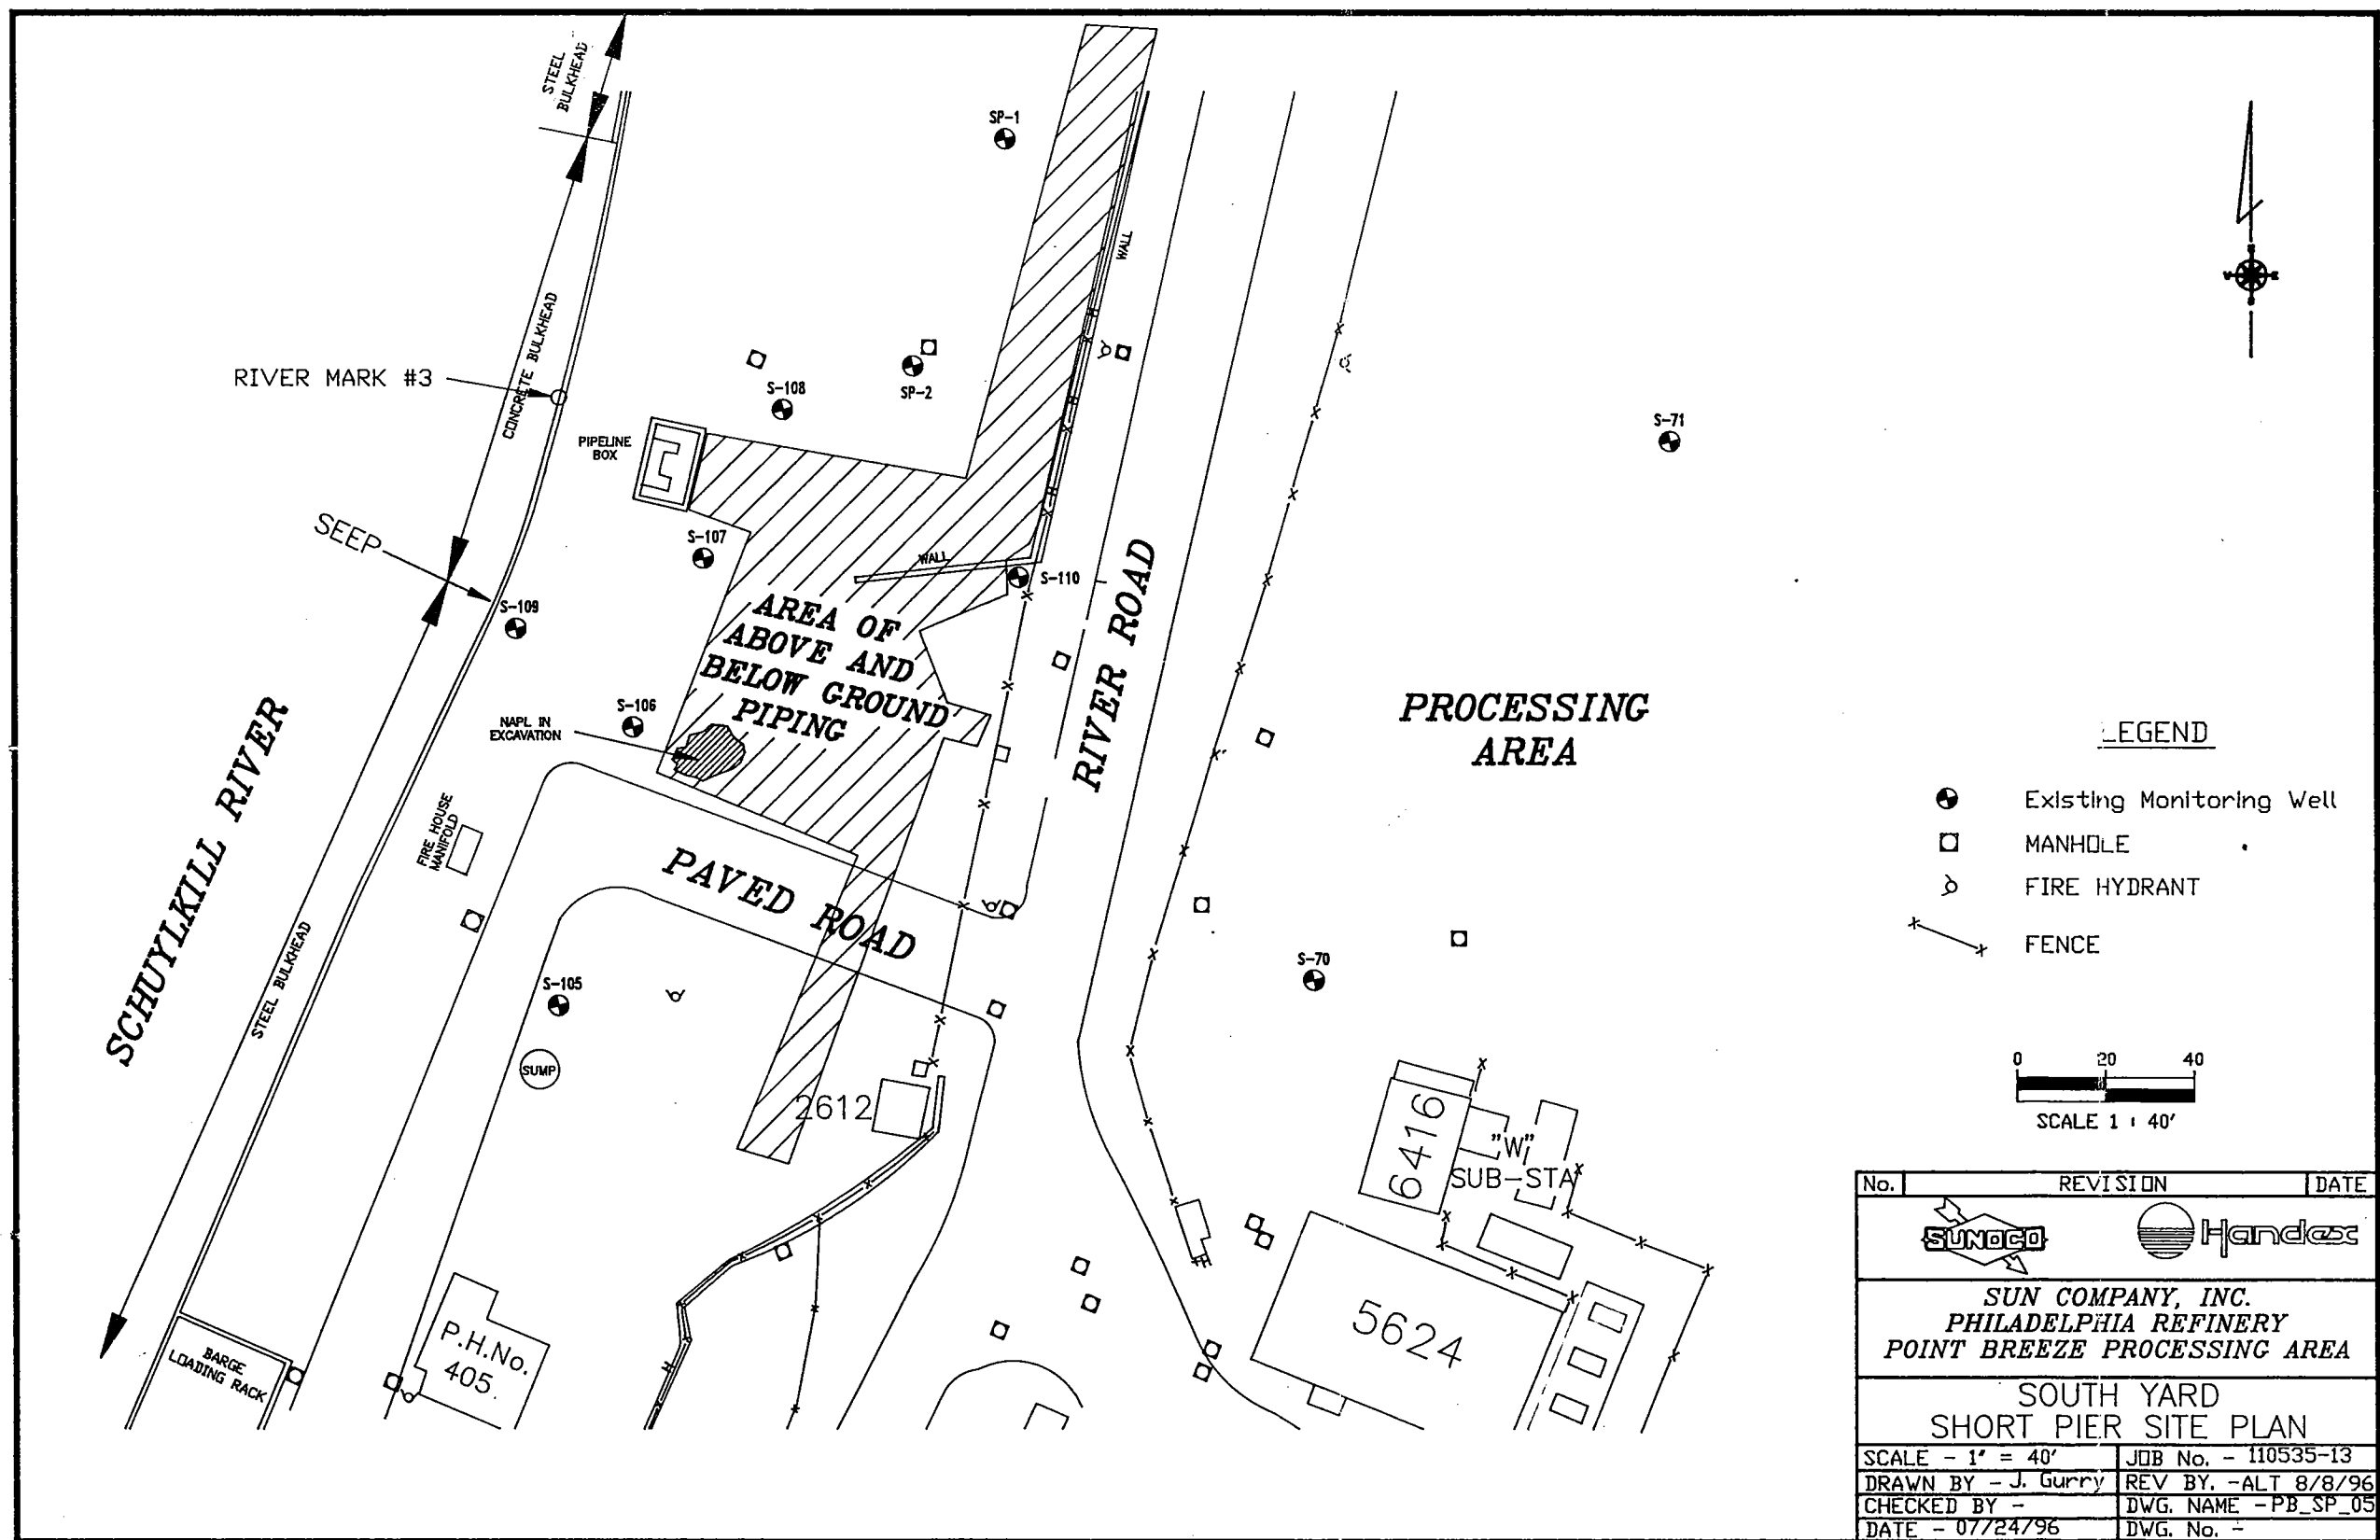 STEEL
BULKHEAD
SP-1
WALL
RIVER MARK #3
CONCRETE BULKHEAD
S-108
SP-2
S-71
PIPELINE
BOX
SEEP
S-107
WALL
S-110
S-109
AREA OF
ABOVE AND
BELOW GROUND
PIPING
RIVER ROAD
S-106
NAPL IN
EXCAVATION
PROCESSING
AREA
SCHUYLKILL RIVER
FIRE HOUSE
MANIFOLD
PAVED ROAD
STEEL BULKHEAD
S-105
S-70
SUMP
2612
6416
"W"
SUB-STA
5624
P.H.No.
405
BARGE
LOADING RACK
N
W E
S
LEGEND
Existing Monitoring Well
MANHOLE
FIRE HYDRANT
FENCE
0 20 40
SCALE 1 : 40'
No. REVISION DATE
SUNOCO Handex
SUN COMPANY, INC.
PHILADELPHIA REFINERY
POINT BREEZE PROCESSING AREA
SOUTH YARD
SHORT PIER SITE PLAN
SCALE - 1" = 40' JOB No. - 110535-13
DRAWN BY - J. Gurry REV BY. -ALT 8/8/96
CHECKED BY - DWG. NAME -PB_SP_05
DATE - 07/24/96 DWG. No. -